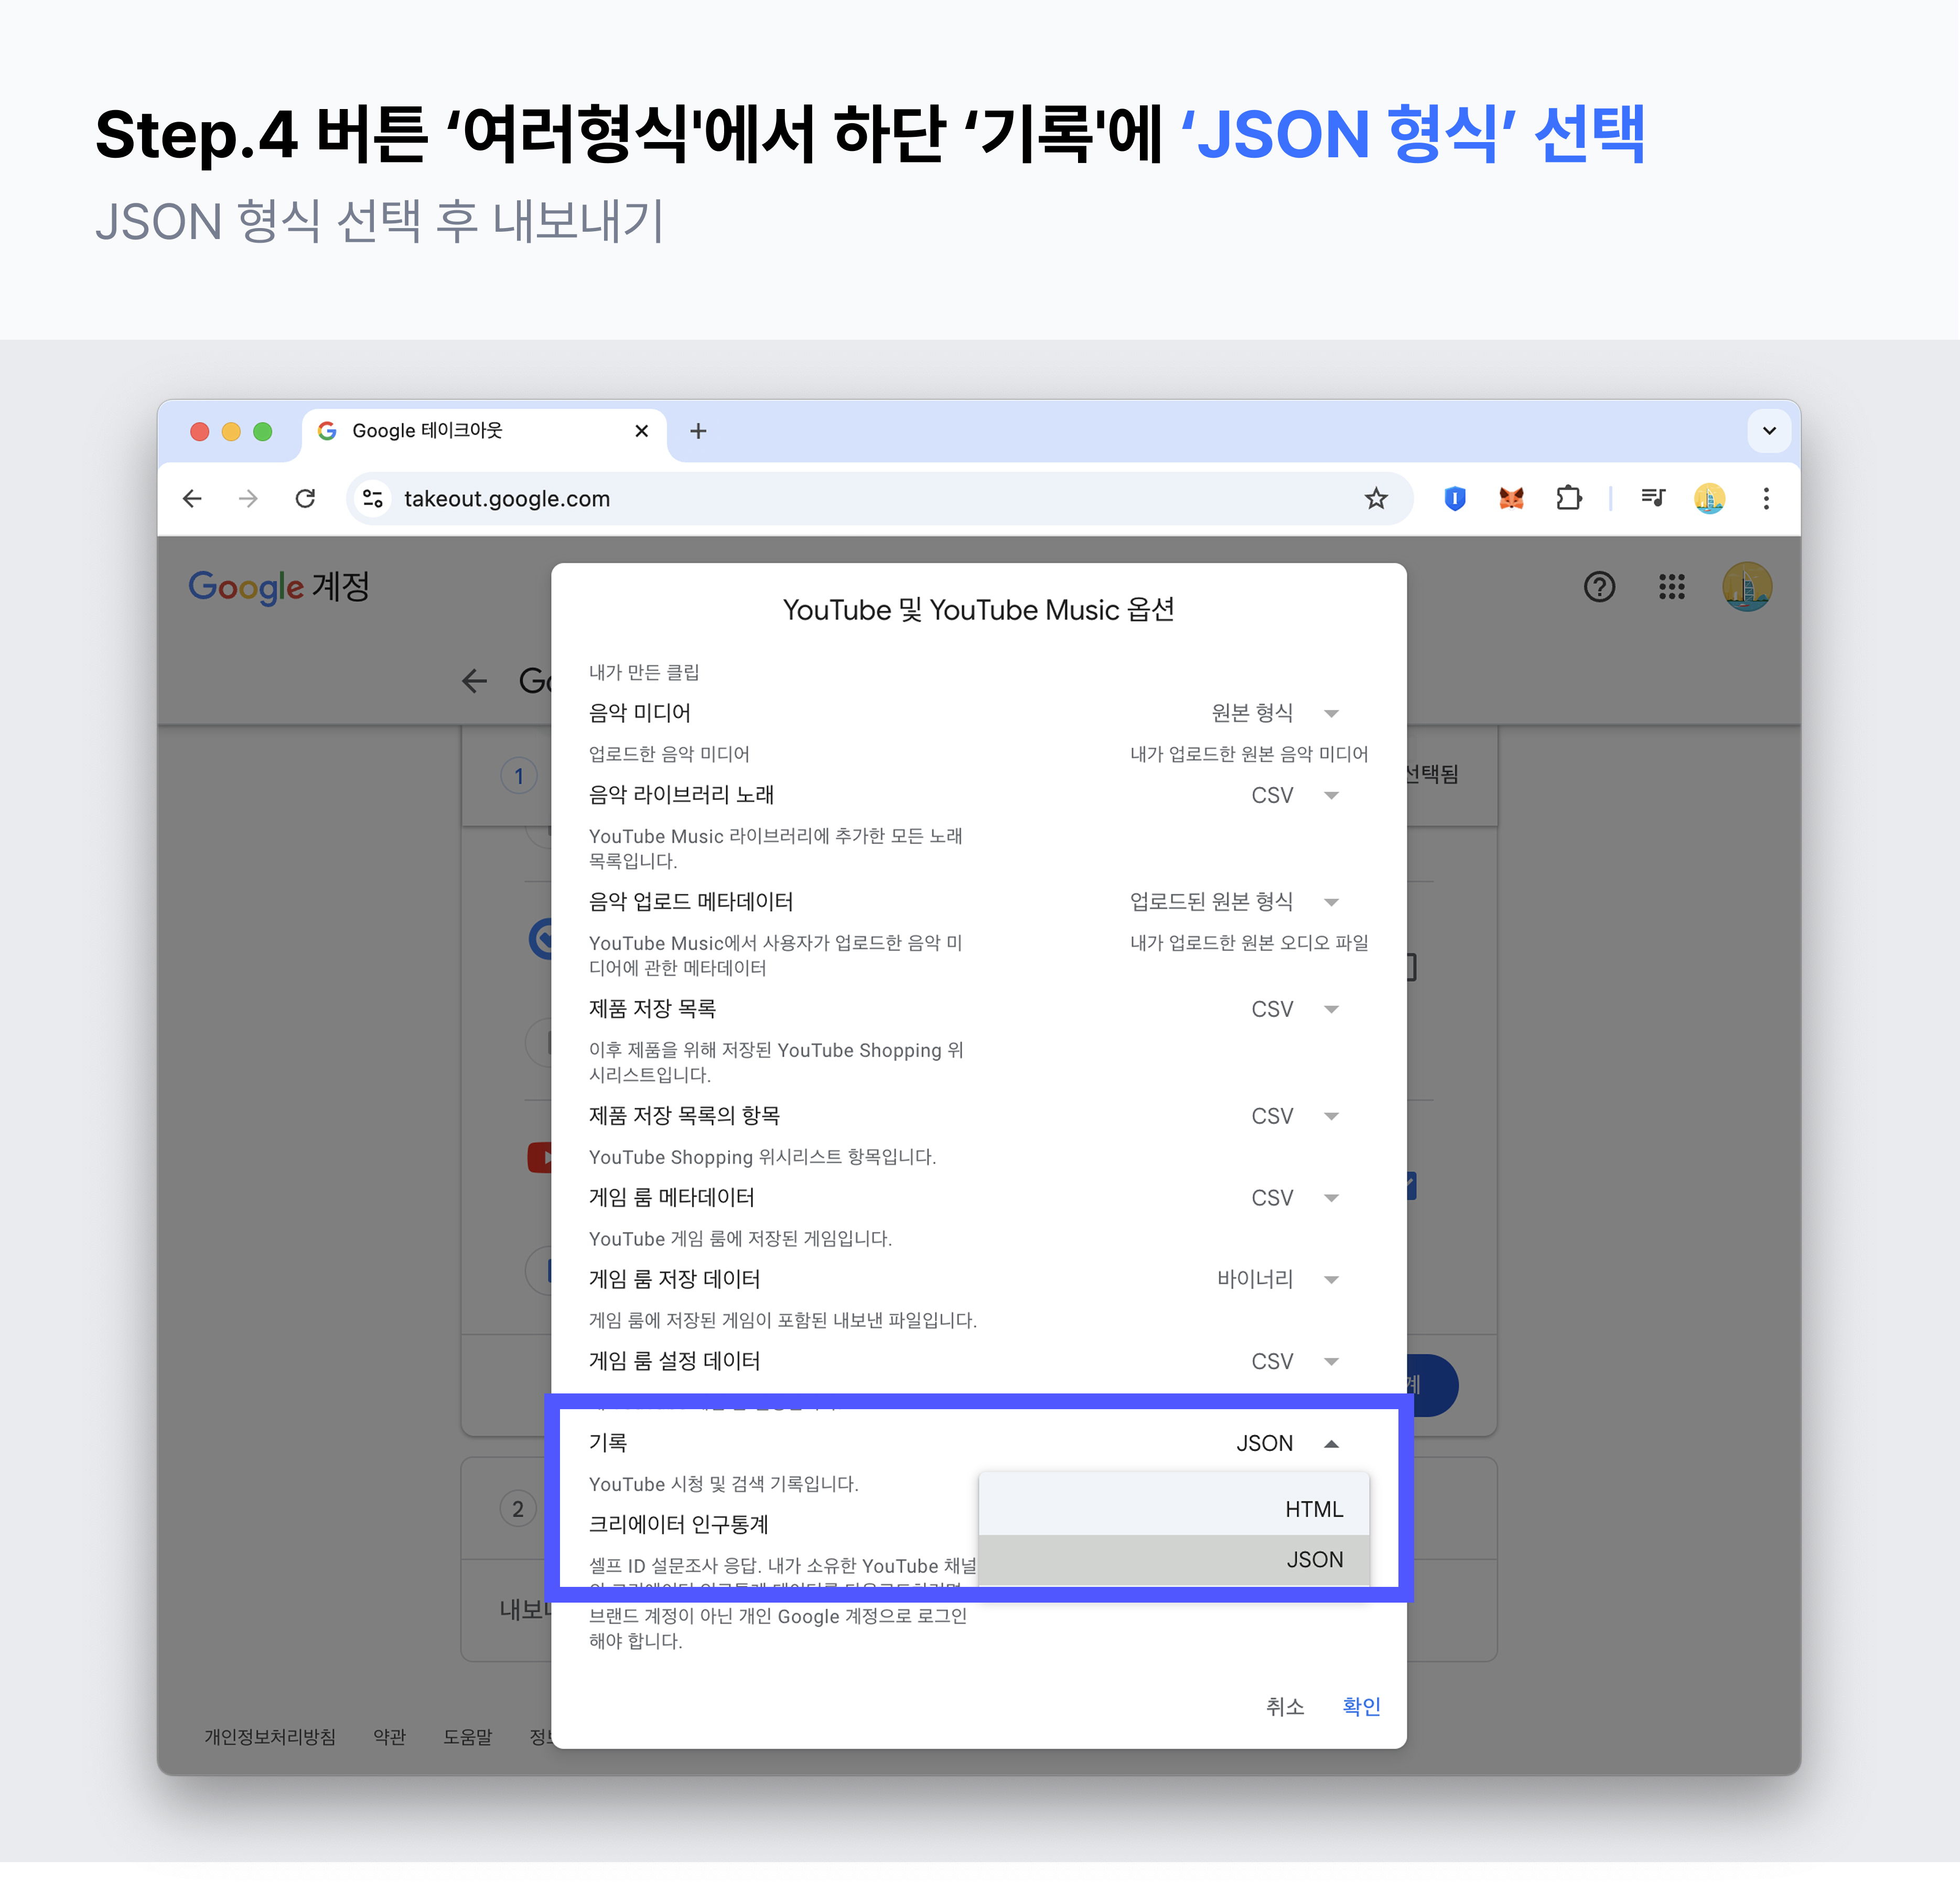 Step.4 버튼 ‘여러형식'에서 하단 ‘기록'에 ‘JSON 형식’ 선택
JSON 형식 선택 후 내보내기
Google 테이크아웃
takeout.google.com
Google 계정
YouTube 및 YouTube Music 옵션
내가 만든 클립
음악 미디어 원본 형식
업로드한 음악 미디어 내가 업로드한 원본 음악 미디어
1 선택됨
음악 라이브러리 노래 CSV
YouTube Music 라이브러리에 추가한 모든 노래
목록입니다.
음악 업로드 메타데이터 업로드된 원본 형식
YouTube Music에서 사용자가 업로드한 음악 미 내가 업로드한 원본 오디오 파일
디어에 관한 메타데이터
제품 저장 목록 CSV
이후 제품을 위해 저장된 YouTube Shopping 위
시리스트입니다.
제품 저장 목록의 항목 CSV
YouTube Shopping 위시리스트 항목입니다.
게임 룸 메타데이터 CSV
YouTube 게임 룸에 저장된 게임입니다.
게임 룸 저장 데이터 바이너리
게임 룸에 저장된 게임이 포함된 내보낸 파일입니다.
게임 룸 설정 데이터 CSV
기록 JSON
YouTube 시청 및 검색 기록입니다.
HTML
2
크리에이터 인구통계
JSON
셀프 ID 설문조사 응답. 내가 소유한 YouTube 채널
브랜드 계정이 아닌 개인 Google 계정으로 로그인
해야 합니다.
취소 확인
개인정보처리방침 약관 도움말